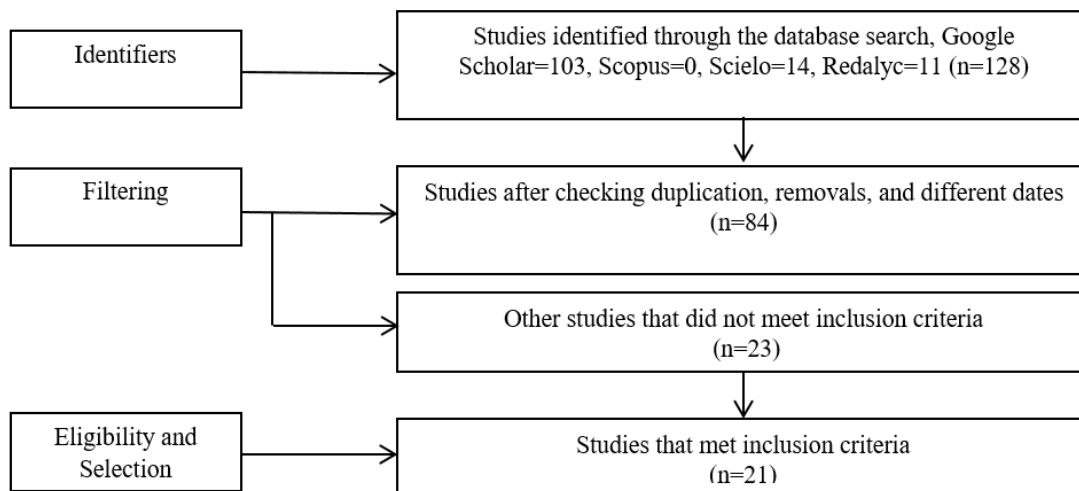 Identifiers
Studies identified through the database search, Google
Scholar=103, Scopus=0, Scielo=14, Redalyc=11 (n=128)
Filtering
Studies after checking duplication, removals, and different dates
(n=84)
Other studies that did not meet inclusion criteria
(n=23)
Eligibility and
Selection
Studies that met inclusion criteria
(n=21)